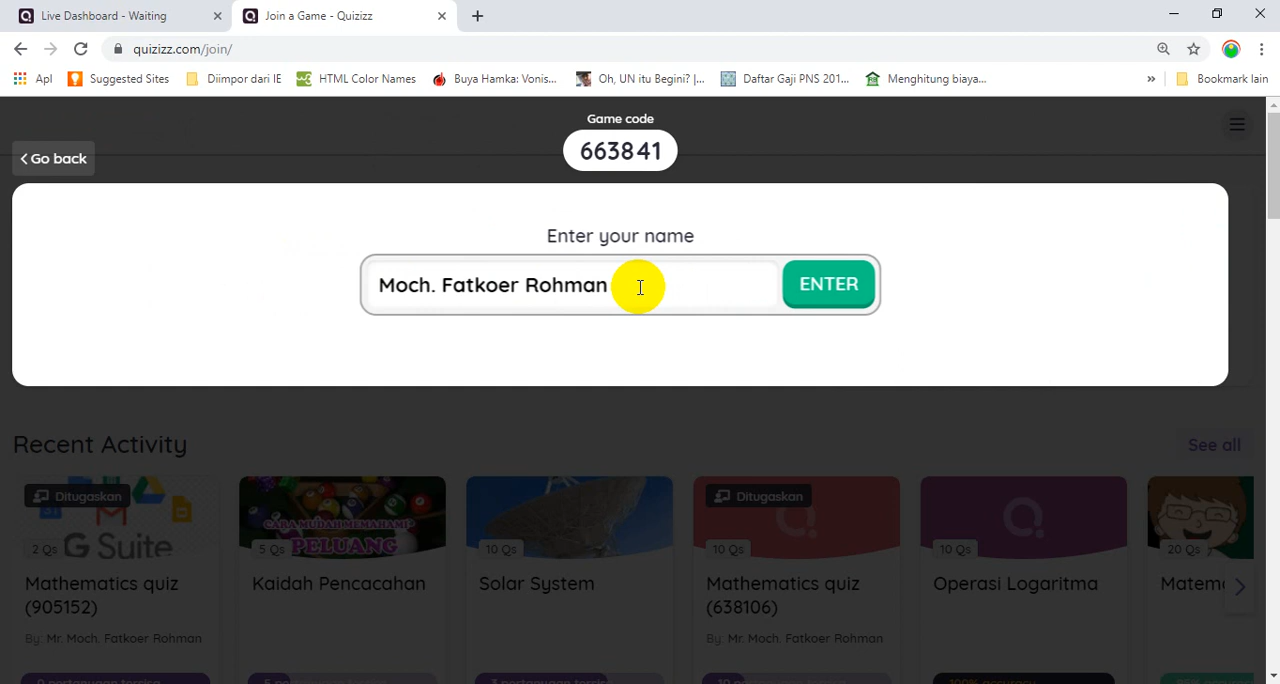 Live Dashboard - Waiting
Join a Game - Quizizz
quizizz.com/join/
Apl
Suggested Sites
Diimpor dari IE
HTML Color Names
Buya Hamka: Vonis...
Oh, UN itu Begini? |...
Daftar Gaji PNS 201...
Menghitung biaya...
»
Bookmark lain
Game code
663841
Go back
Enter your name
Moch. Fatkoer Rohman
ENTER
Recent Activity
See all
Ditugaskan
2 Qs
G Suite
Mathematics quiz
(905152)
By: Mr. Moch. Fatkoer Rohman
CARA MUDAH MEMAHAMI
PELUANG
5 Qs
Kaidah Pencacahan
10 Qs
Solar System
Ditugaskan
10 Qs
Mathematics quiz
(638106)
By: Mr. Moch. Fatkoer Rohman
10 Qs
Operasi Logaritma
20 Qs
Matem